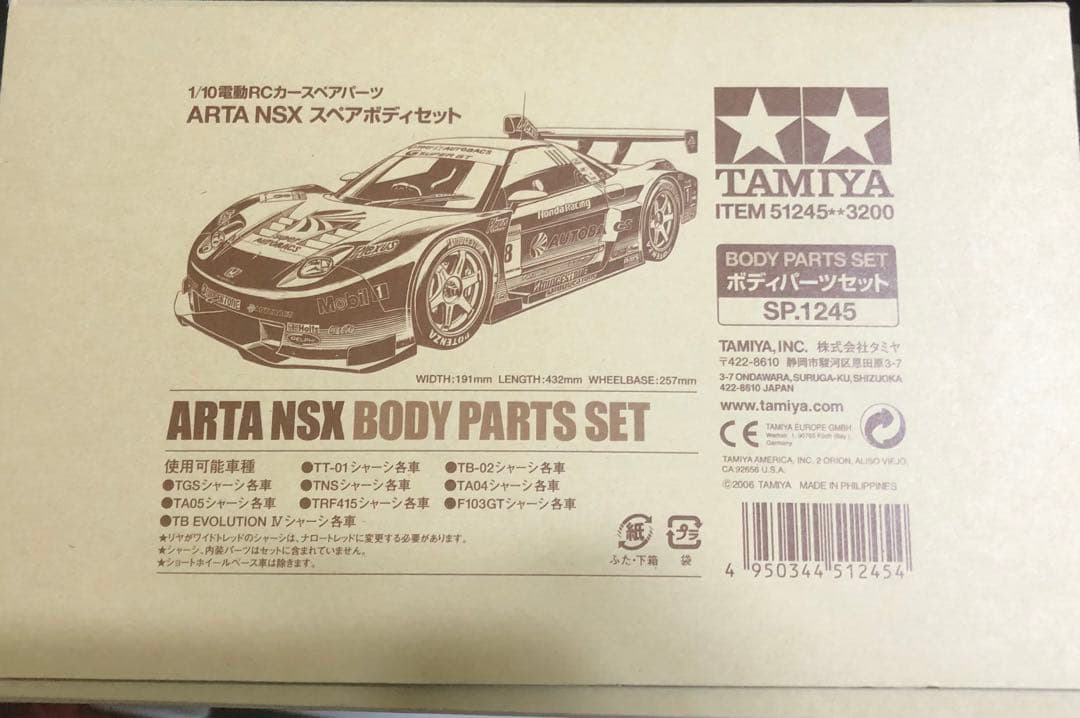 1/10電動RCカースペアパーツ
ARTA NSX スペアボディセット
AUTOBACS
SUPER GT
Honda Racing
AUTOBACS
8
Mobil 1
Holts
POTENZA
WIDTH:191mm LENGTH:432mm WHEELBASE:257mm
ARTA NSX BODY PARTS SET
使用可能車種 ●TT-01シャーシ各車 ●TB-02シャーシ各車
●TGSシャーシ各車 ●TNSシャーシ各車 ●TA04シャーシ各車
●TA05シャーシ各車 ●TRF415シャーシ各車 ●F103GTシャーシ各車
●TB EVOLUTION Ⅳシャーシ各車
★リヤがワイドトレッドのシャーシは、ナロートレッドに変更する必要があります。
★シャーシ、内装パーツはセットに含まれていません。
★ショートホイールベース車は除きます。
紙
ふた・下箱
プラ
袋
TAMIYA
ITEM 51245**3200
BODY PARTS SET
ボディパーツセット
SP.1245
TAMIYA, INC. 株式会社タミヤ
〒422-8610 静岡市駿河区恩田原3-7
3-7 ONDAWARA, SURUGA-KU, SHIZUOKA
422-8610 JAPAN
www.tamiya.com
CE
TAMIYA EUROPE GMBH
Germany
TAMIYA AMERICA, INC. 2 ORION, ALISO VIEJO,
CA 92656 U.S.A.
©2006 TAMIYA MADE IN PHILIPPINES
4 950344 512454